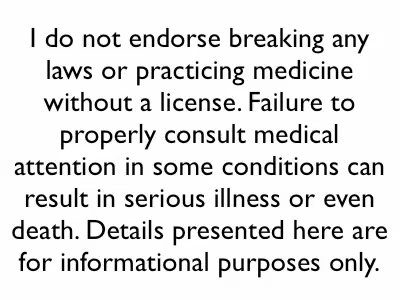 I do not endorse breaking any
laws or practicing medicine
without a license. Failure to
properly consult medical
attention in some conditions can
result in serious illness or even
death. Details presented here are
for informational purposes only.